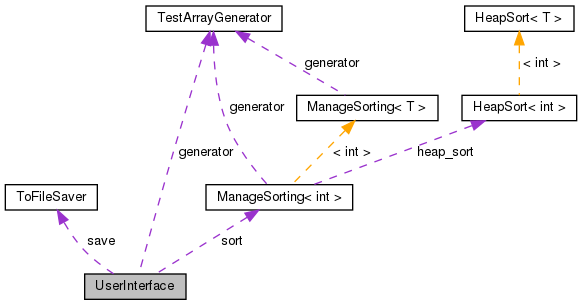 TestArrayGenerator
HeapSort< T >
generator
< int >
generator
ManageSorting< T >
HeapSort< int >
generator
< int >
heap_sort
ToFileSaver
ManageSorting< int >
save
sort
UserInterface